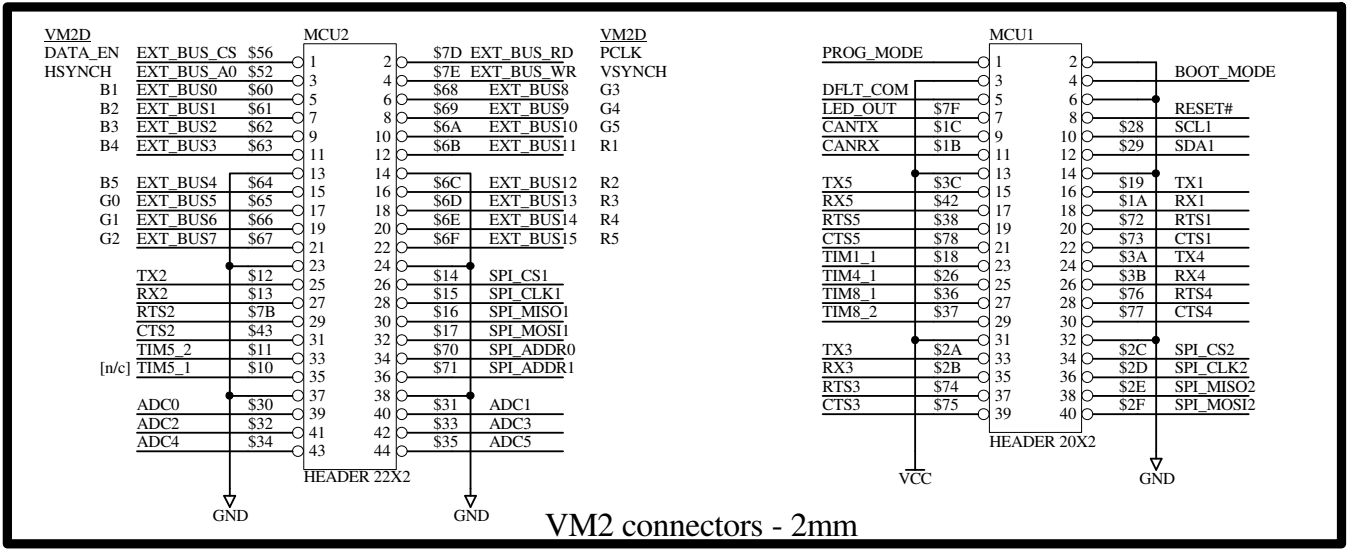 VM2D MCU2 VM2D
DATA_EN EXT_BUS_CS $56 1 2 $7D EXT_BUS_RD PCLK
HSYNCH EXT_BUS_A0 $52 3 4 $7E EXT_BUS_WR VSYNCH
B1 EXT_BUS0 $60 5 6 $68 EXT_BUS8 G3
B2 EXT_BUS1 $61 7 8 $69 EXT_BUS9 G4
B3 EXT_BUS2 $62 9 10 $6A EXT_BUS10 G5
B4 EXT_BUS3 $63 11 12 $6B EXT_BUS11 R1
13 14
B5 EXT_BUS4 $64 15 16 $6C EXT_BUS12 R2
G0 EXT_BUS5 $65 17 18 $6D EXT_BUS13 R3
G1 EXT_BUS6 $66 19 20 $6E EXT_BUS14 R4
G2 EXT_BUS7 $67 21 22 $6F EXT_BUS15 R5
23 24
TX2 $12 25 26 $14 SPI_CS1
RX2 $13 27 28 $15 SPI_CLK1
RTS2 $7B 29 30 $16 SPI_MISO1
CTS2 $43 31 32 $17 SPI_MOSI1
TIM5_2 $11 33 34 $70 SPI_ADDR0
[n/c] TIM5_1 $10 35 36 $71 SPI_ADDR1
37 38
ADC0 $30 39 40 $31 ADC1
ADC2 $32 41 42 $33 ADC3
ADC4 $34 43 44 $35 ADC5
HEADER 22X2
GND GND
MCU1
PROG_MODE 1 2
3 4 BOOT_MODE
DFLT_COM 5 6
LED_OUT $7F 7 8 RESET#
CANTX $1C 9 10 $28 SCL1
CANRX $1B 11 12 $29 SDA1
13 14
TX5 $3C 15 16 $19 TX1
RX5 $42 17 18 $1A RX1
RTS5 $38 19 20 $72 RTS1
CTS5 $78 21 22 $73 CTS1
TIM1_1 $18 23 24 $3A TX4
TIM4_1 $26 25 26 $3B RX4
TIM8_1 $36 27 28 $76 RTS4
TIM8_2 $37 29 30 $77 CTS4
31 32
TX3 $2A 33 34 $2C SPI_CS2
RX3 $2B 35 36 $2D SPI_CLK2
RTS3 $74 37 38 $2E SPI_MISO2
CTS3 $75 39 40 $2F SPI_MOSI2
HEADER 20X2
VCC GND
VM2 connectors - 2mm